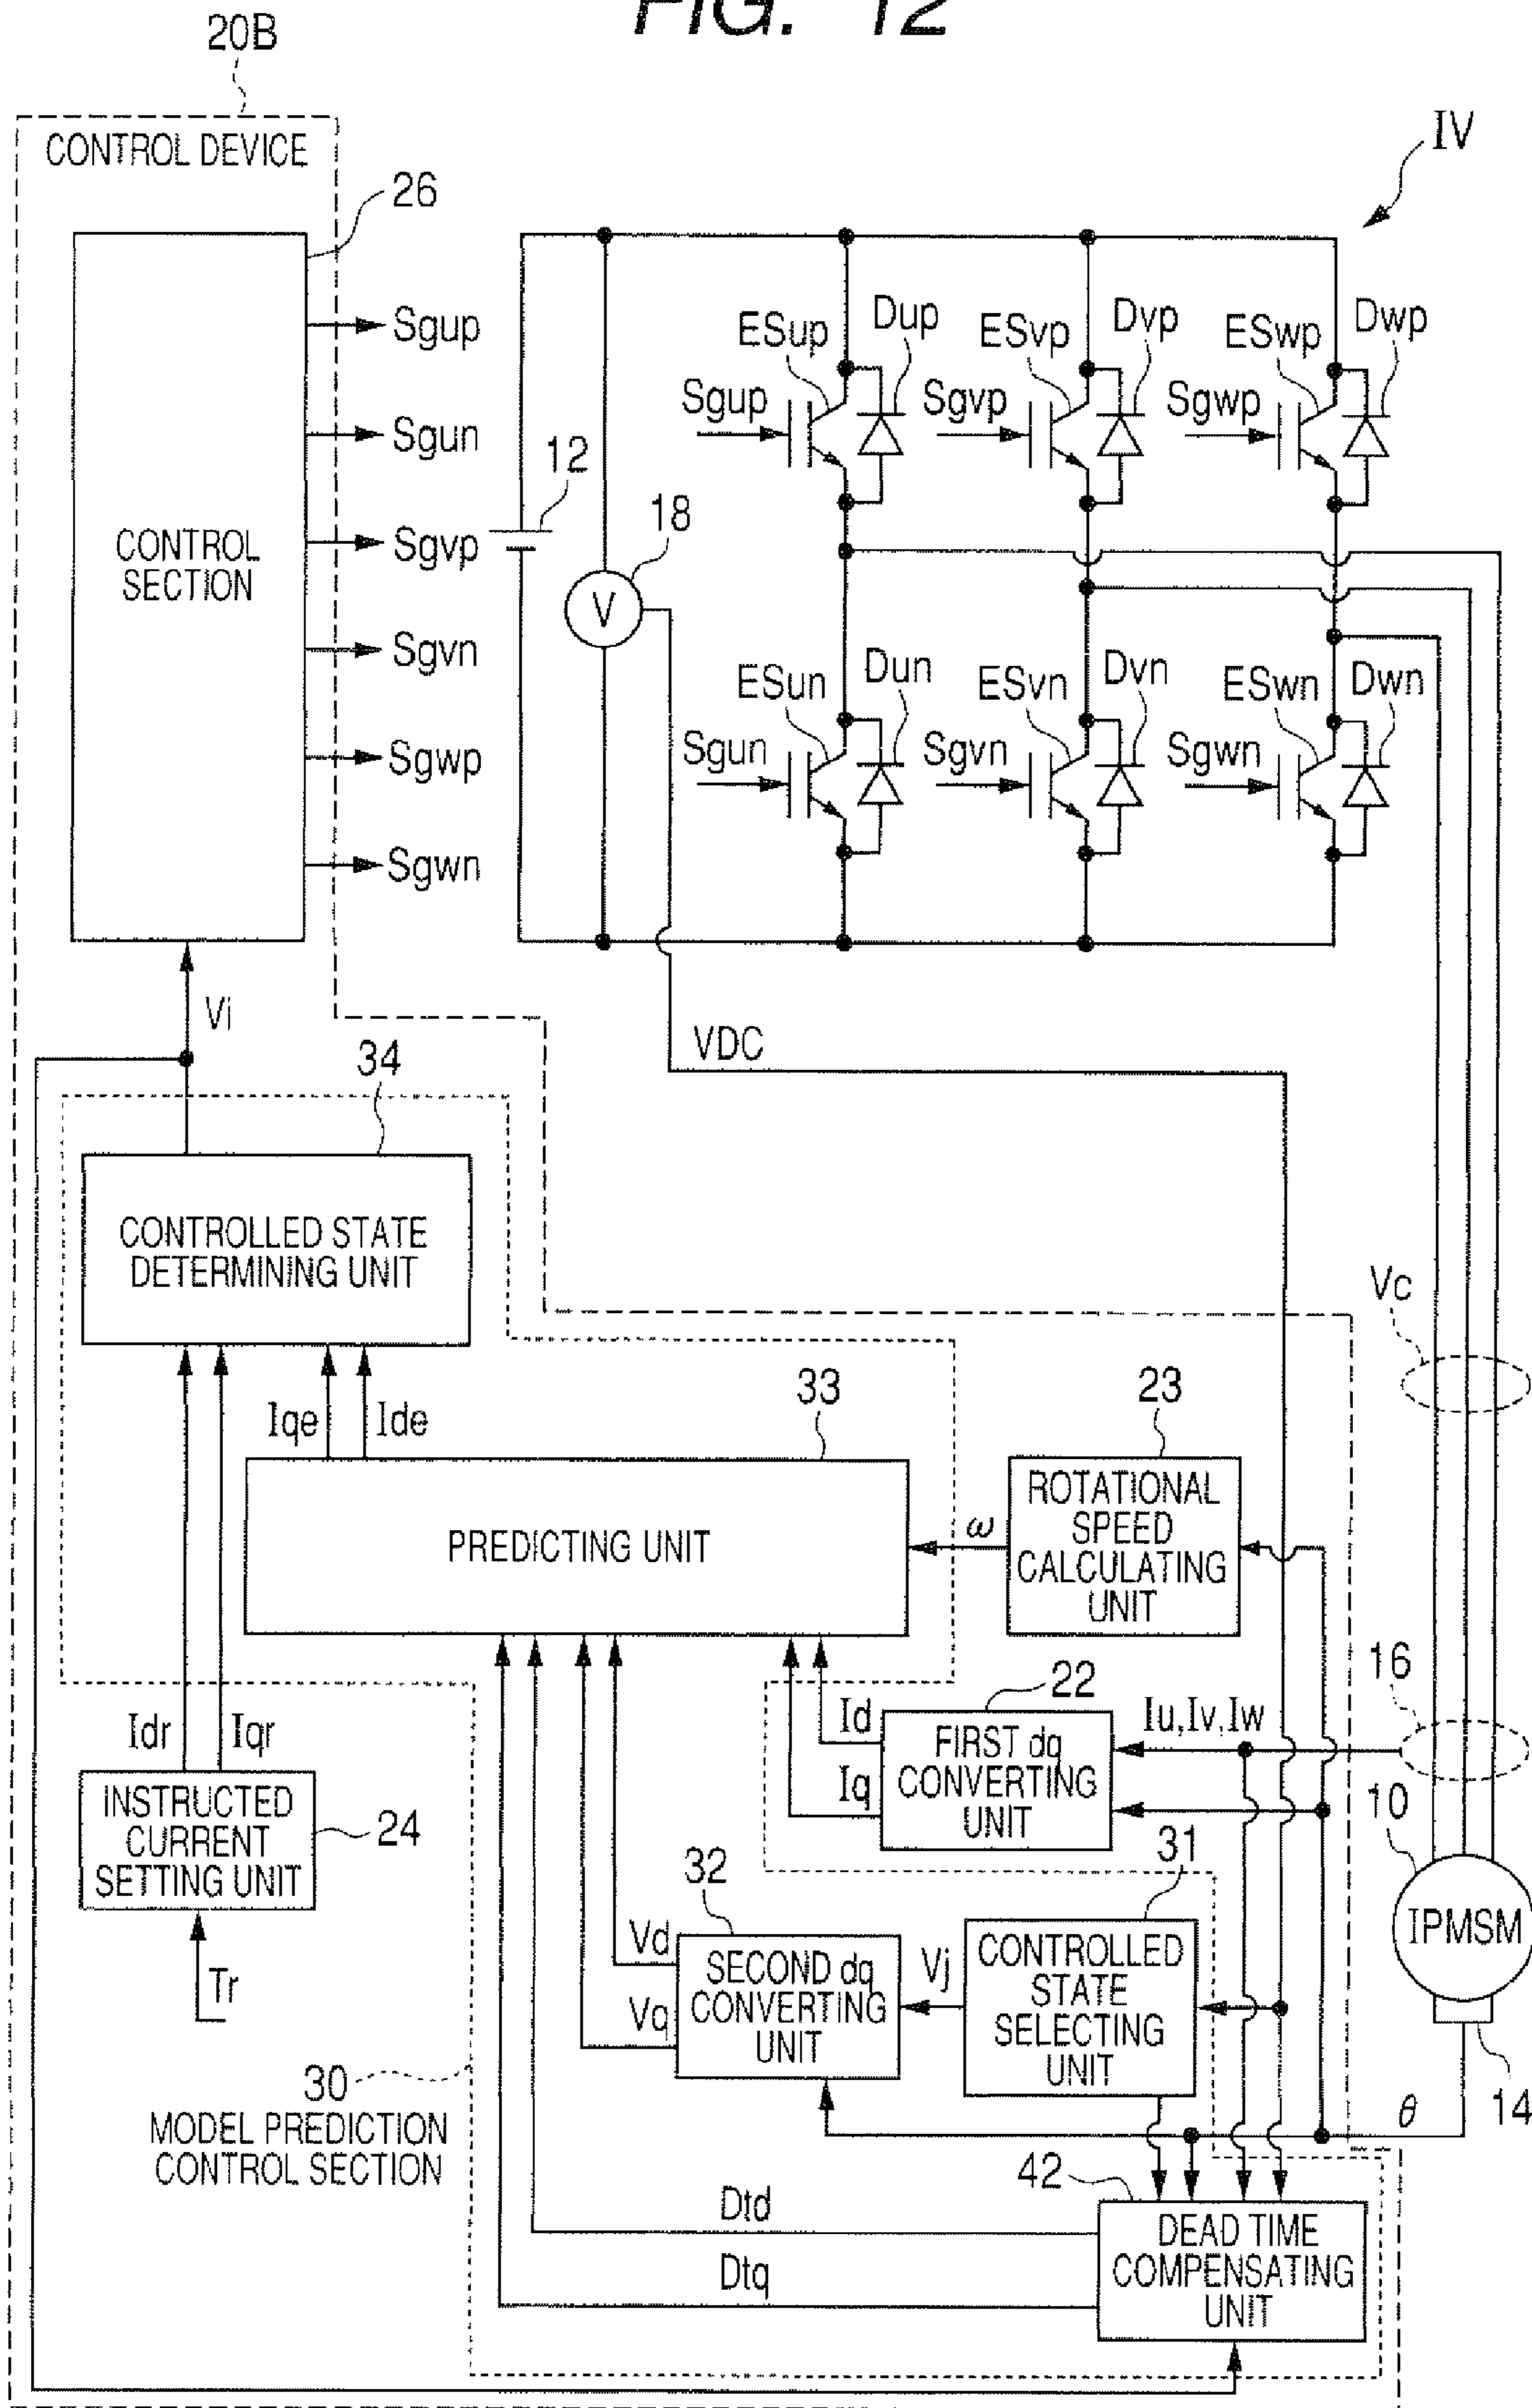 FIG. 12
20B
CONTROL DEVICE
26
IV
CONTROL
SECTION
Sgup
Sgun
Sgvp
Sgvn
Sgwp
Sgwn
12
18
V
ESup
Dup
ESvp
Dvp
ESwp
Dwp
Sgup
Sgvp
Sgwp
ESun
Dun
ESvn
Dvn
ESwn
Dwn
Sgun
Sgvn
Sgwn
Vi
VDC
34
CONTROLLED STATE
DETERMINING UNIT
Vc
Iqe
Ide
33
23
PREDICTING UNIT
ω
ROTATIONAL
SPEED
CALCULATING
UNIT
16
22
Idr
Iqr
Id
Iq
FIRST dq
CONVERTING
UNIT
Iu,Iv,Iw
10
INSTRUCTED
CURRENT
SETTING UNIT
24
Tr
32
31
Vd
Vq
SECOND dq
CONVERTING
UNIT
Vj
CONTROLLED
STATE
SELECTING
UNIT
IPMSM
14
θ
30
MODEL PREDICTION
CONTROL SECTION
42
Dtd
Dtq
DEAD TIME
COMPENSATING
UNIT